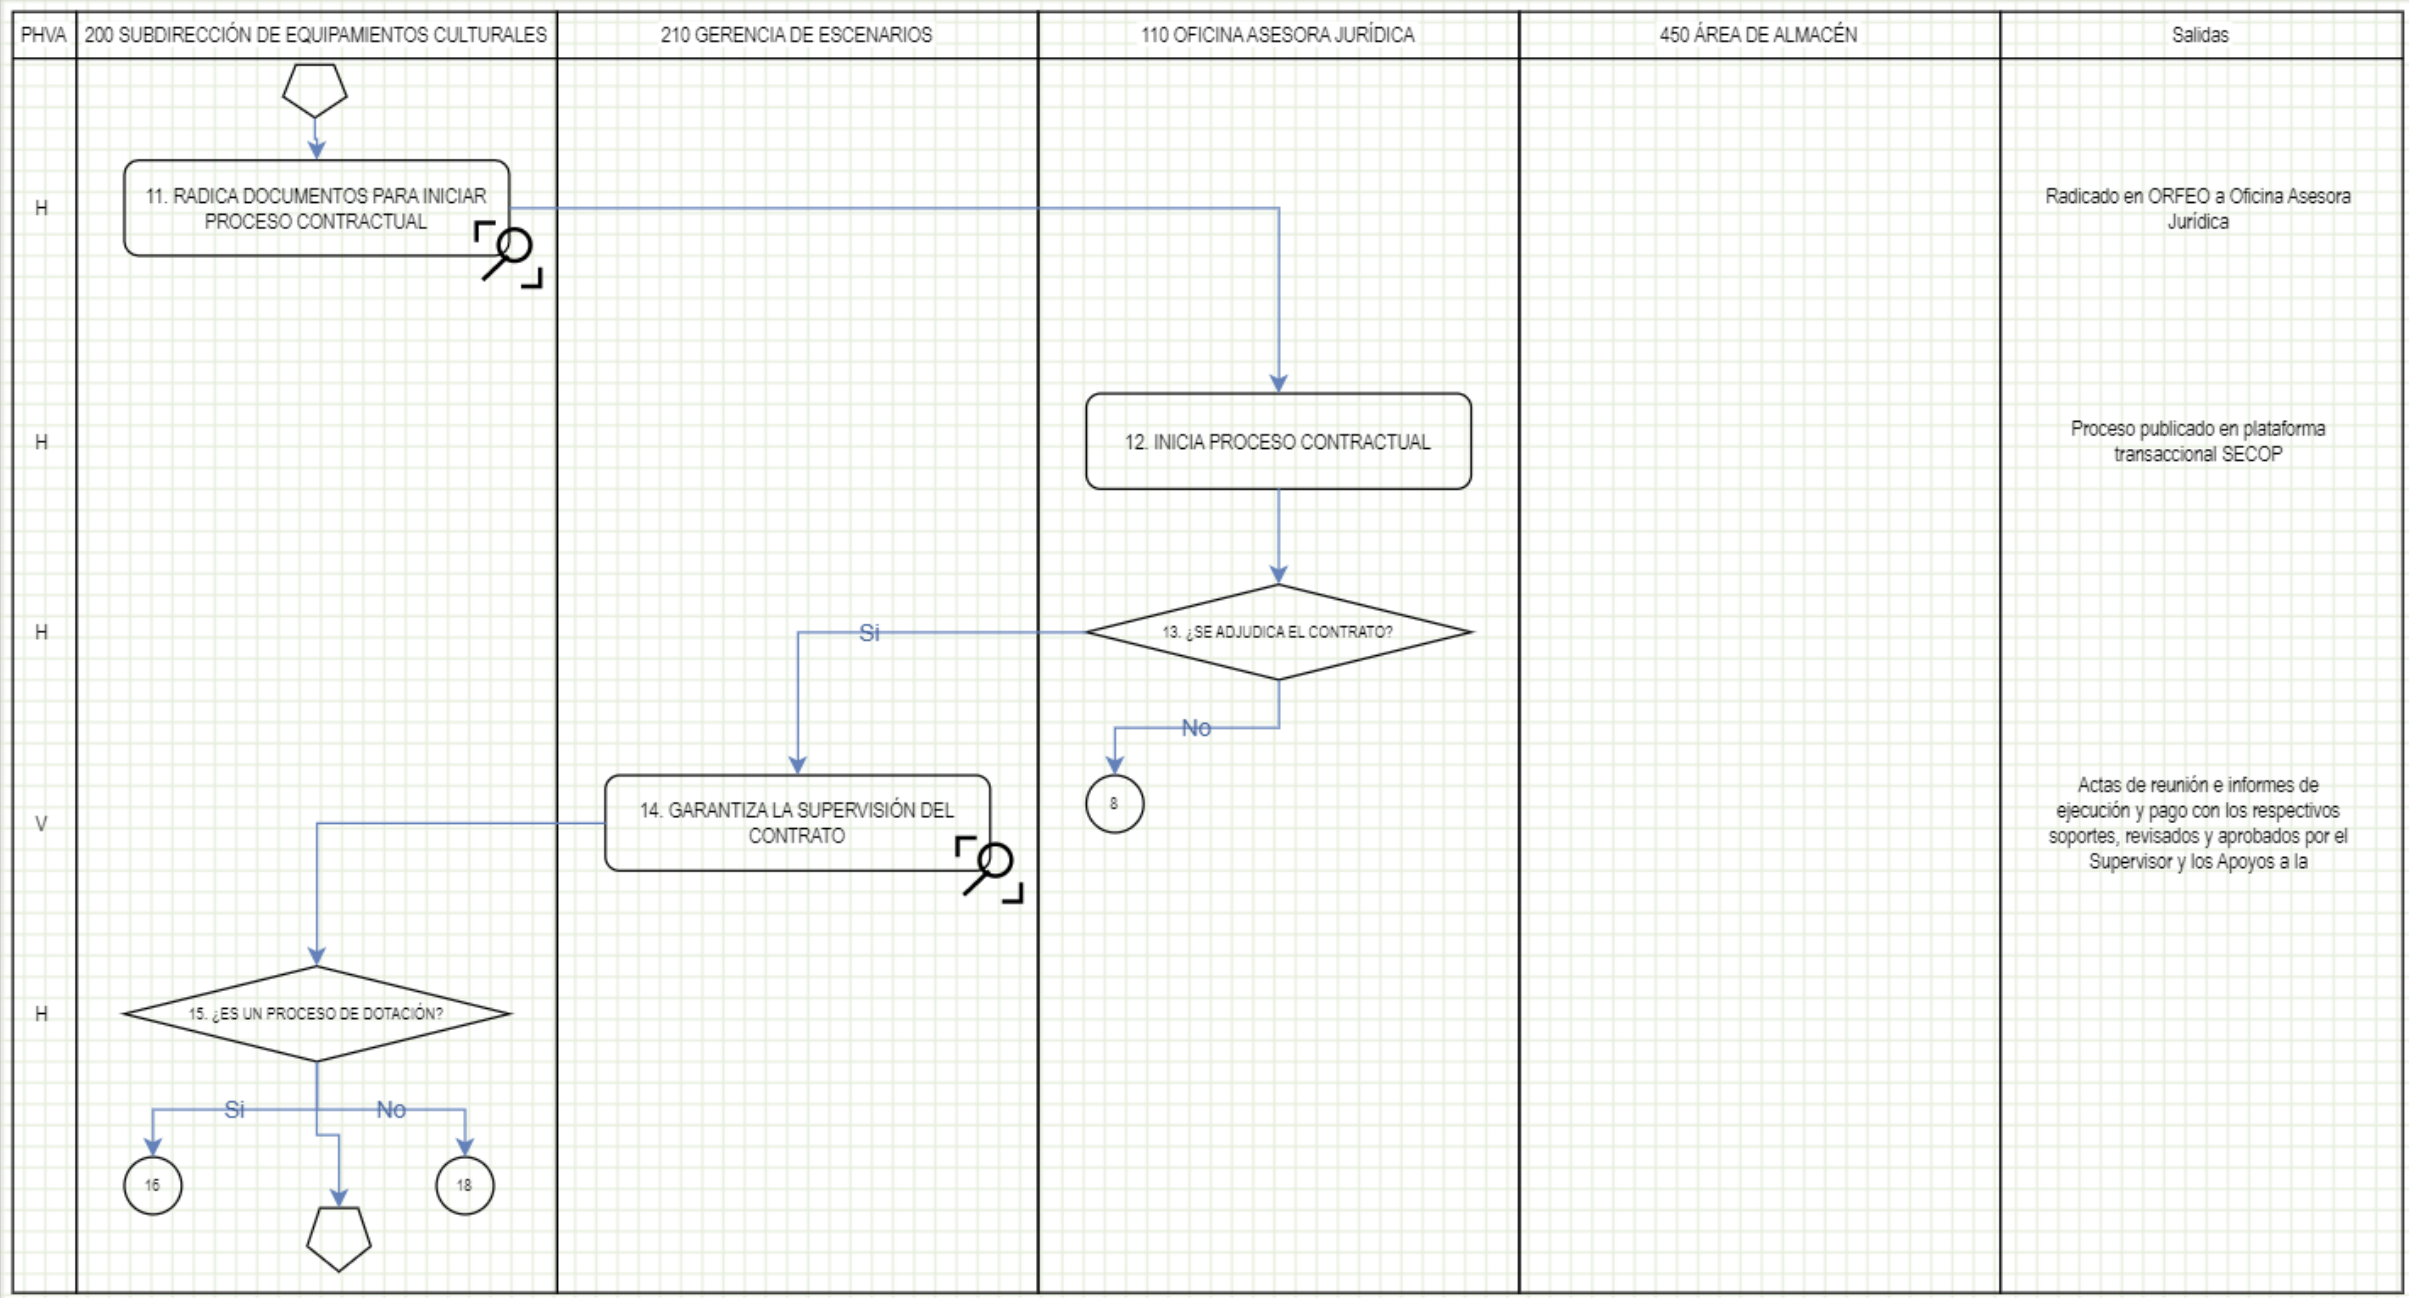 PHVA
200 SUBDIRECCIÓN DE EQUIPAMIENTOS CULTURALES
210 GERENCIA DE ESCENARIOS
110 OFICINA ASESORA JURÍDICA
450 ÁREA DE ALMACÉN
Salidas
H
11. RADICA DOCUMENTOS PARA INICIAR
PROCESO CONTRACTUAL
Radicado en ORFEO a Oficina Asesora
Jurídica
H
12. INICIA PROCESO CONTRACTUAL
Proceso publicado en plataforma
transaccional SECOP
H
Si
13. ¿SE ADJUDICA EL CONTRATO?
No
8
V
14. GARANTIZA LA SUPERVISIÓN DEL
CONTRATO
Actas de reunión e informes de
ejecución y pago con los respectivos
soportes, revisados y aprobados por el
Supervisor y los Apoyos a la
H
15. ¿ES UN PROCESO DE DOTACIÓN?
Si
No
16
18